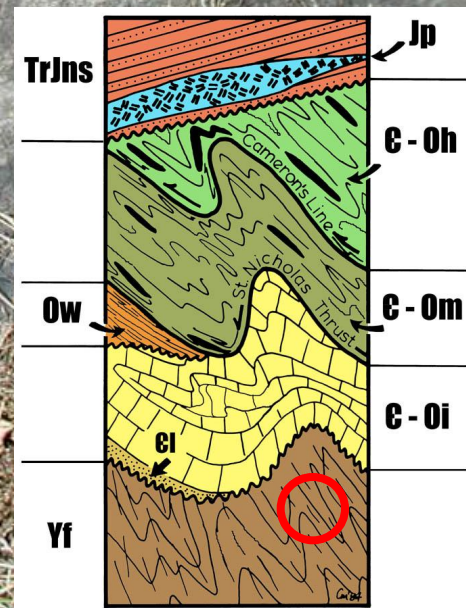 TrJns
Jp
Є - Oh
Cameron's Line
St. Nicholas Thrust
Ow
Є - Om
Єl
Є - Oi
Yf